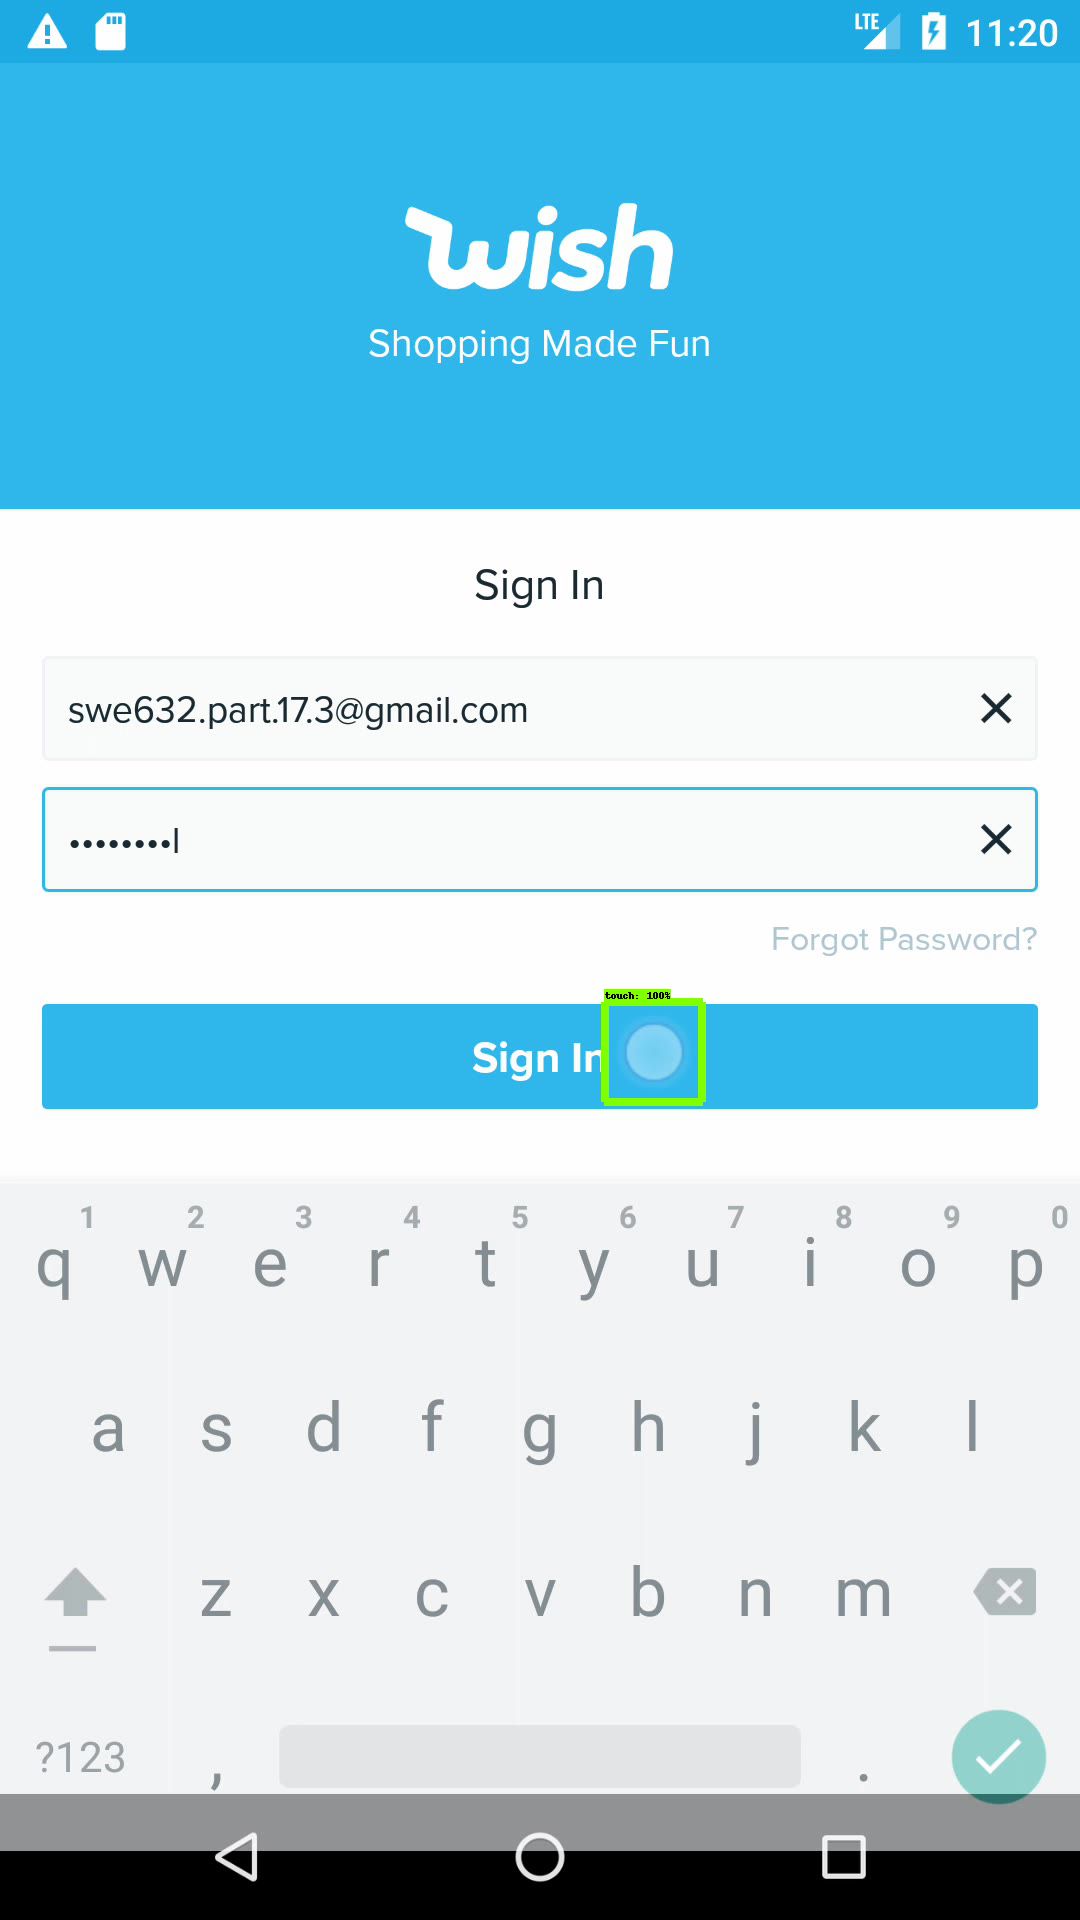 LTE 11:20
wish
Shopping Made Fun
Sign In
swe632.part.17.3@gmail.com
••••••••
Forgot Password?
touch: 100%
Sign In
1 2 3 4 5 6 7 8 9 0
q w e r t y u i o p
a s d f g h j k l
z x c v b n m
?123 , .